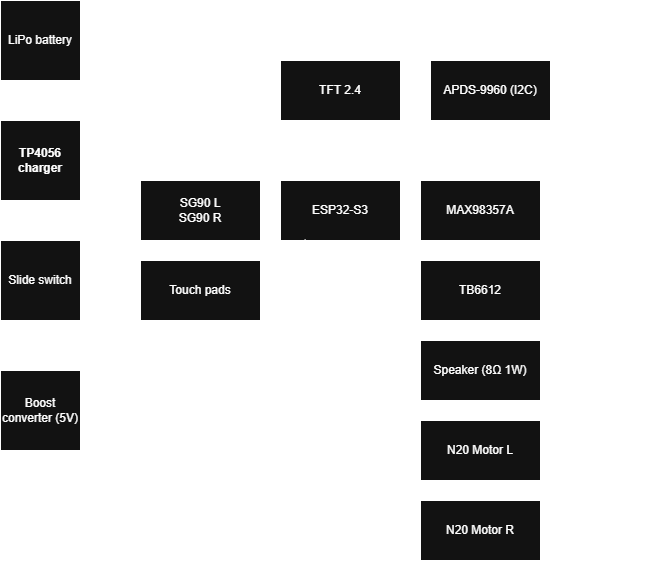 LiPo battery
TFT 2.4
APDS-9960 (I2C)
TP4056
charger
SG90 L
SG90 R
ESP32-S3
MAX98357A
Slide switch
Touch pads
TB6612
Speaker (8Ω 1W)
Boost
converter (5V)
N20 Motor L
N20 Motor R